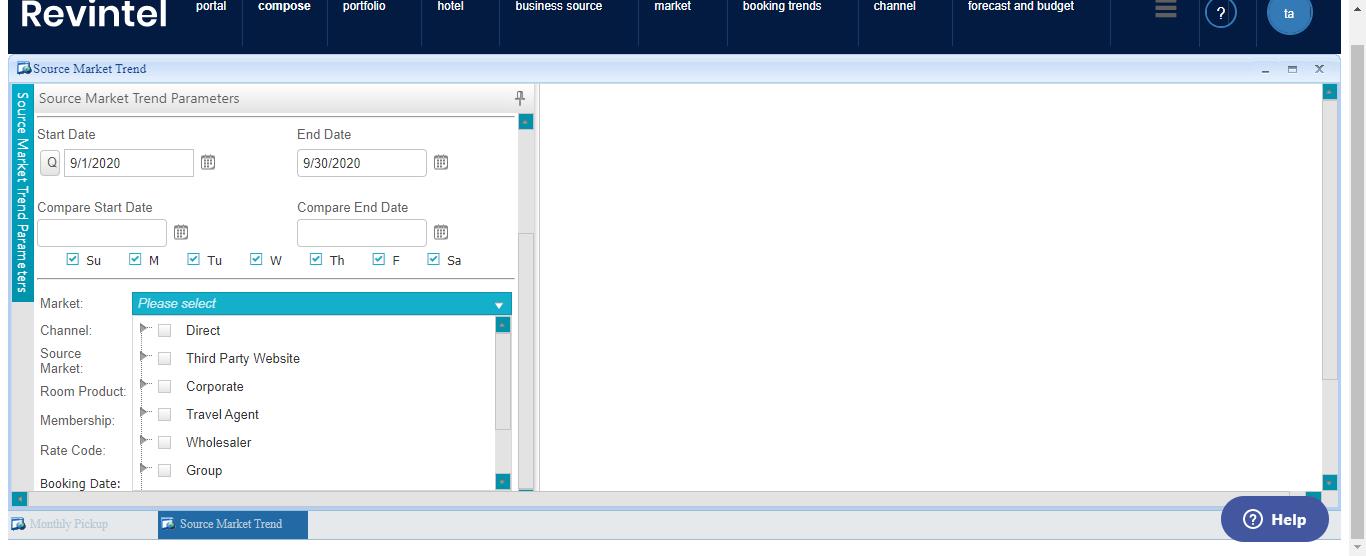 Revintel portal compose portfolio hotel business source market booking trends channel forecast and budget ? ta
Source Market Trend
Source Market Trend Parameters
Source Market Trend Parameters
Start Date End Date
Q 9/1/2020 9/30/2020
Compare Start Date Compare End Date
Su M Tu W Th F Sa
Market: Please select
Channel: Direct
Source Market: Third Party Website
Room Product: Corporate
Membership: Travel Agent
Rate Code: Wholesaler
Booking Date: Group
Monthly Pickup Source Market Trend
? Help